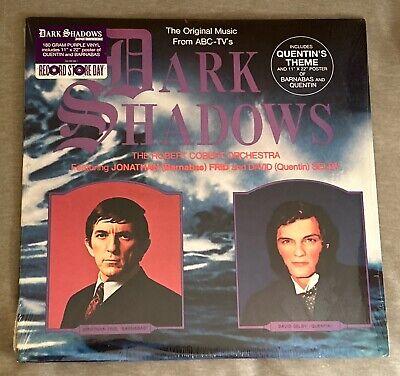 DARK SHADOWS
180 GRAM PURPLE VINYL
includes 11" x 22" poster of
QUENTIN and BARNABAS
RECORD STORE DAY
The Original Music
From ABC-TV's
INCLUDES
QUENTIN'S
THEME
AND 11" X 22" POSTER
OF
BARNABAS AND
QUENTIN
DARK
SHADOWS
THE ROBERT COBERT ORCHESTRA
Featuring JONATHAN (Barnabas) FRID and DAVID (Quentin) SELBY
JONATHAN FRID, "BARNABAS"
DAVID SELBY, "QUENTIN"